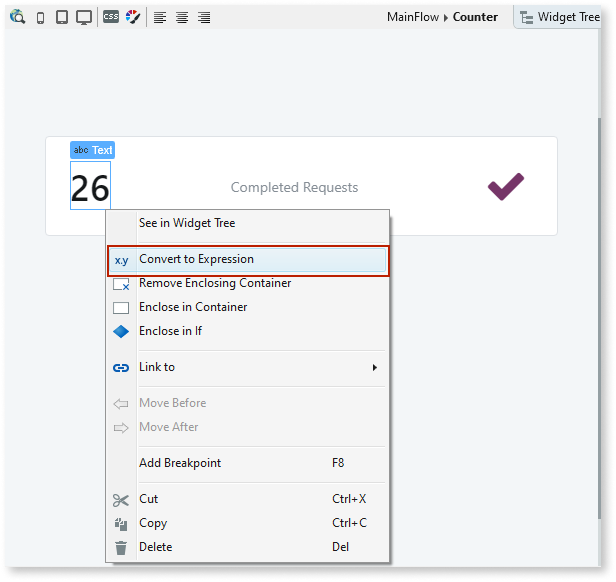 CSS
MainFlow ▸ Counter
Widget Tree
abc Text
26
Completed Requests
See in Widget Tree
x.y Convert to Expression
Remove Enclosing Container
Enclose in Container
Enclose in If
Link to
Move Before
Move After
Add Breakpoint F8
Cut Ctrl+X
Copy Ctrl+C
Delete Del